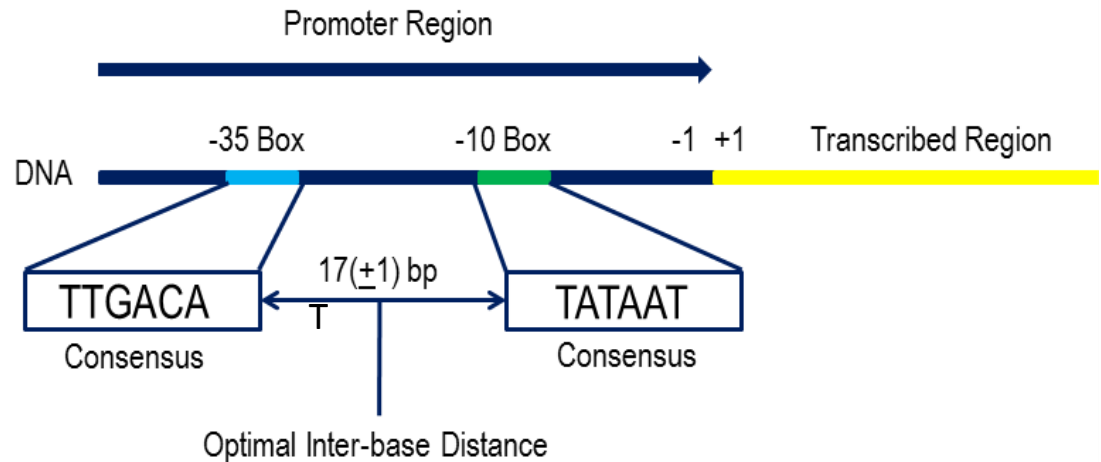 Promoter Region
-35 Box -10 Box -1 +1 Transcribed Region
DNA
17(±1) bp
TTGACA T TATAAT
Consensus Consensus
Optimal Inter-base Distance